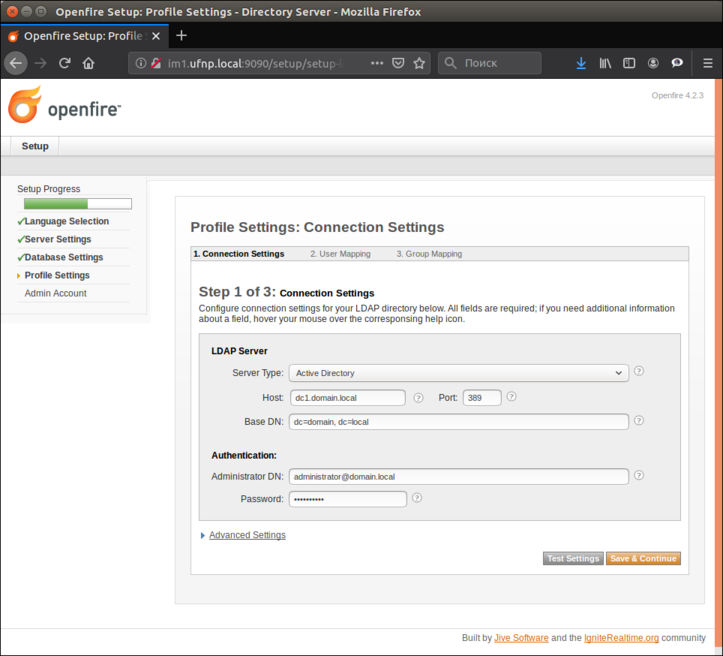 Openfire Setup: Profile Settings - Directory Server - Mozilla Firefox
Openfire Setup: Profile
im1.ufnp.local:9090/setup/setup-
Поиск
openfire™
Openfire 4.2.3
Setup
Setup Progress
Language Selection
Server Settings
Database Settings
Profile Settings
Admin Account
Profile Settings: Connection Settings
1. Connection Settings 2. User Mapping 3. Group Mapping
Step 1 of 3: Connection Settings
Configure connection settings for your LDAP directory below. All fields are required; if you need additional information
about a field, hover your mouse over the corresponsing help icon.
LDAP Server
Server Type: Active Directory ?
Host: dc1.domain.local ? Port: 389 ?
Base DN: dc=domain, dc=local ?
Authentication:
Administrator DN: administrator@domain.local ?
Password: •••••••••• ?
Advanced Settings
Test Settings Save & Continue
Built by Jive Software and the IgniteRealtime.org community